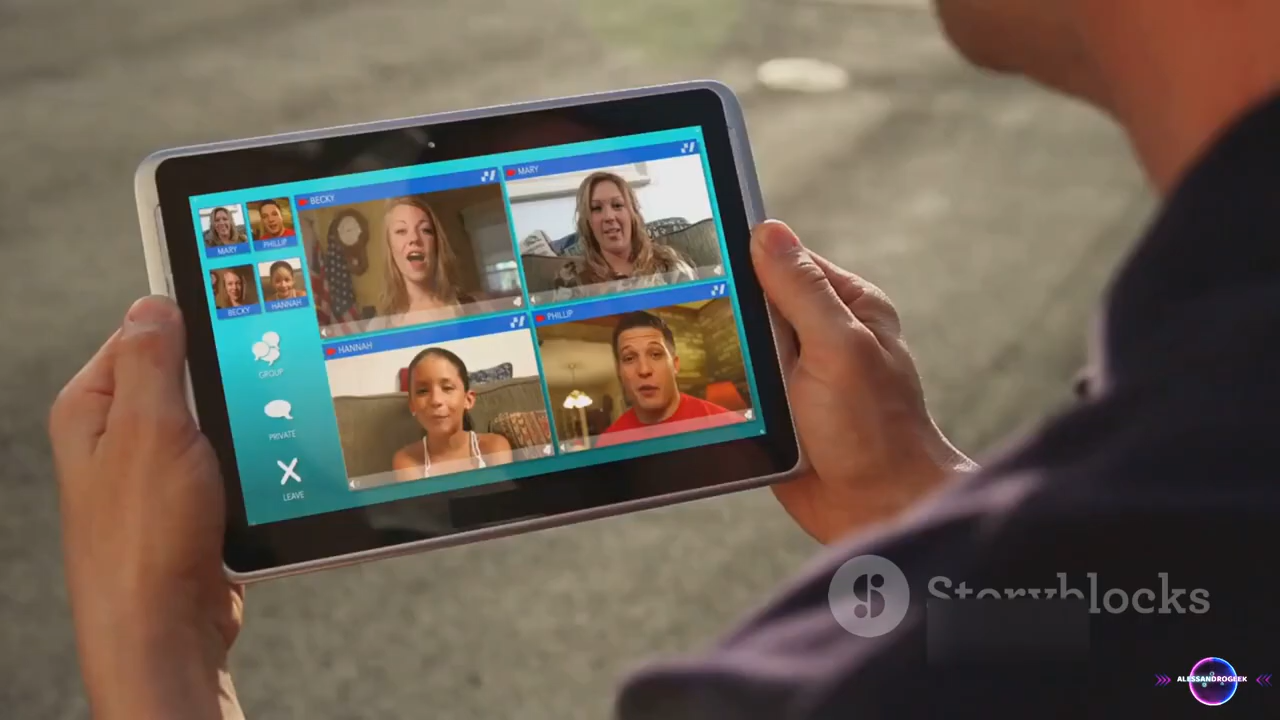 BECKY
MARY
MARY
PHILLIP
BECKY
HANNAH
HANNAH
PHILLIP
GROUP
PRIVATE
LEAVE
Storyblocks
ALESSANDROGEEK